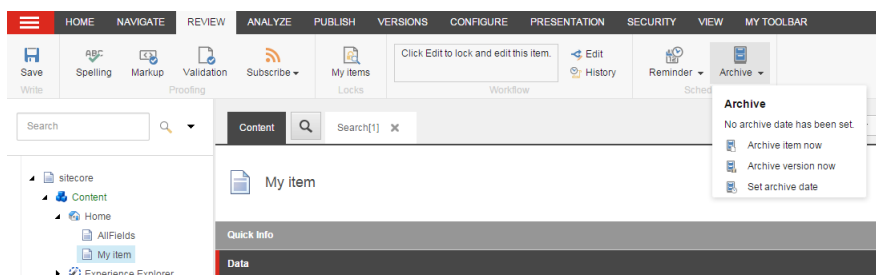 HOME NAVIGATE REVIEW ANALYZE PUBLISH VERSIONS CONFIGURE PRESENTATION SECURITY VIEW MY TOOLBAR
Save
ABC
Spelling
Markup
Validation
Subscribe
My items
Click Edit to lock and edit this item.
Edit
History
Reminder
Archive
Write
Proofing
Locks
Workflow
Sched
Archive
No archive date has been set.
Archive item now
Archive version now
Set archive date
Search
Content
Search[1]
sitecore
Content
Home
AllFields
My item
Experience Explorer
My item
Quick Info
Data